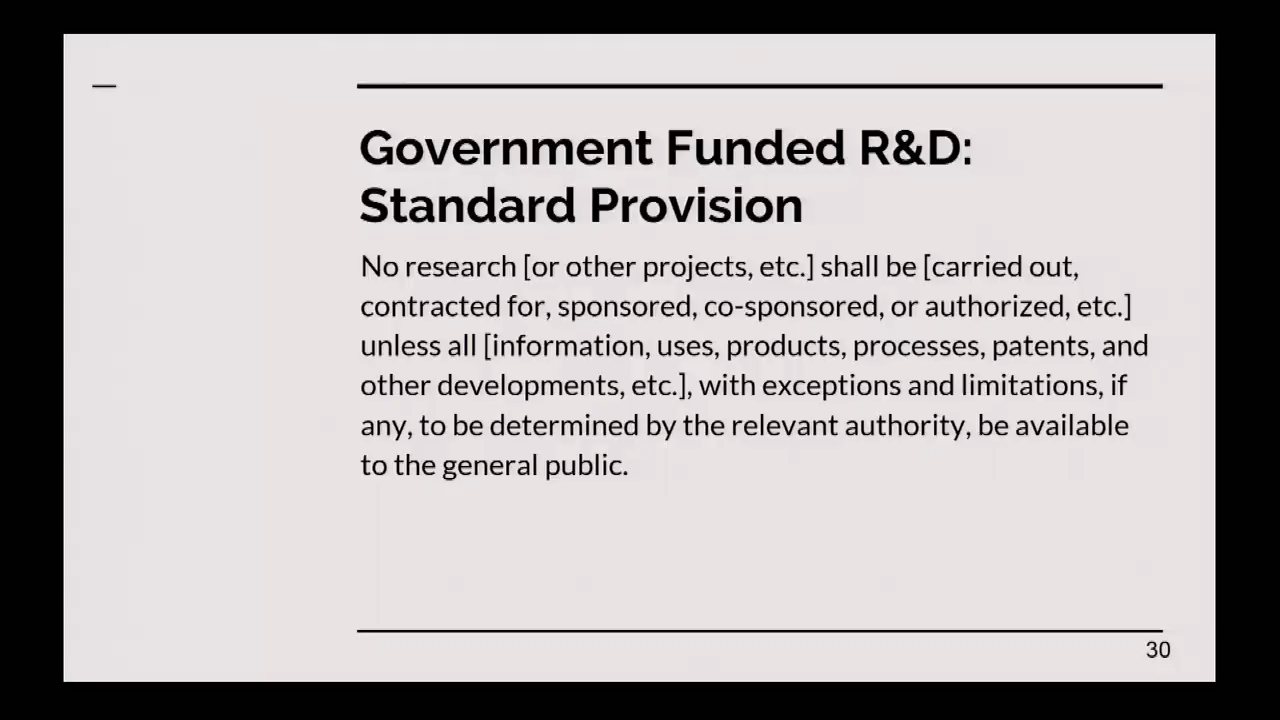 Government Funded R&D:
Standard Provision
No research [or other projects, etc.] shall be [carried out,
contracted for, sponsored, co-sponsored, or authorized, etc.]
unless all [information, uses, products, processes, patents, and
other developments, etc.], with exceptions and limitations, if
any, to be determined by the relevant authority, be available
to the general public.
30